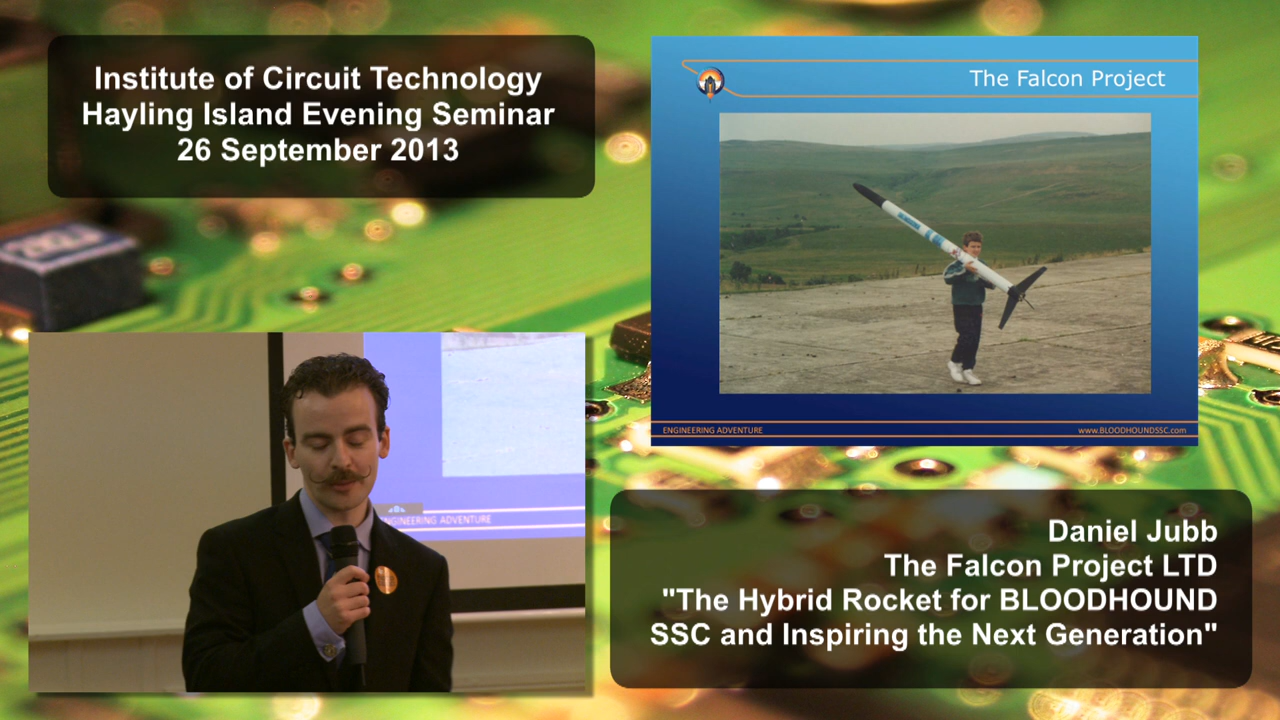 Institute of Circuit Technology
Hayling Island Evening Seminar
26 September 2013
The Falcon Project
ENGINEERING ADVENTURE
www.BLOODHOUNDSSC.com
ENGINEERING ADVENTURE
Daniel Jubb
The Falcon Project LTD
"The Hybrid Rocket for BLOODHOUND
SSC and Inspiring the Next Generation"